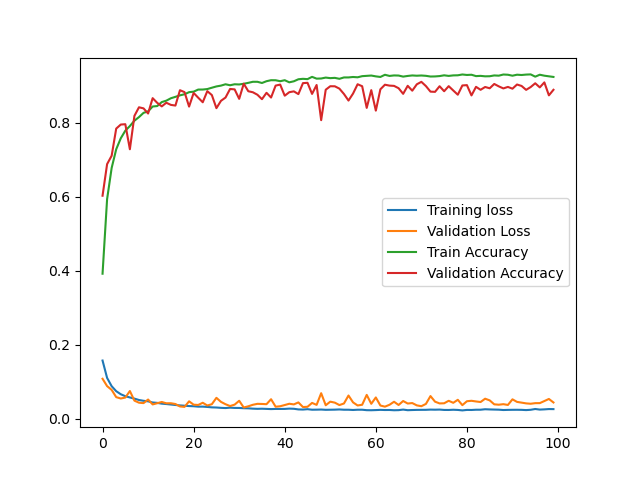 0.8
0.6
0.4
0.2
0.0
0 20 40 60 80 100
Training loss
Validation Loss
Train Accuracy
Validation Accuracy